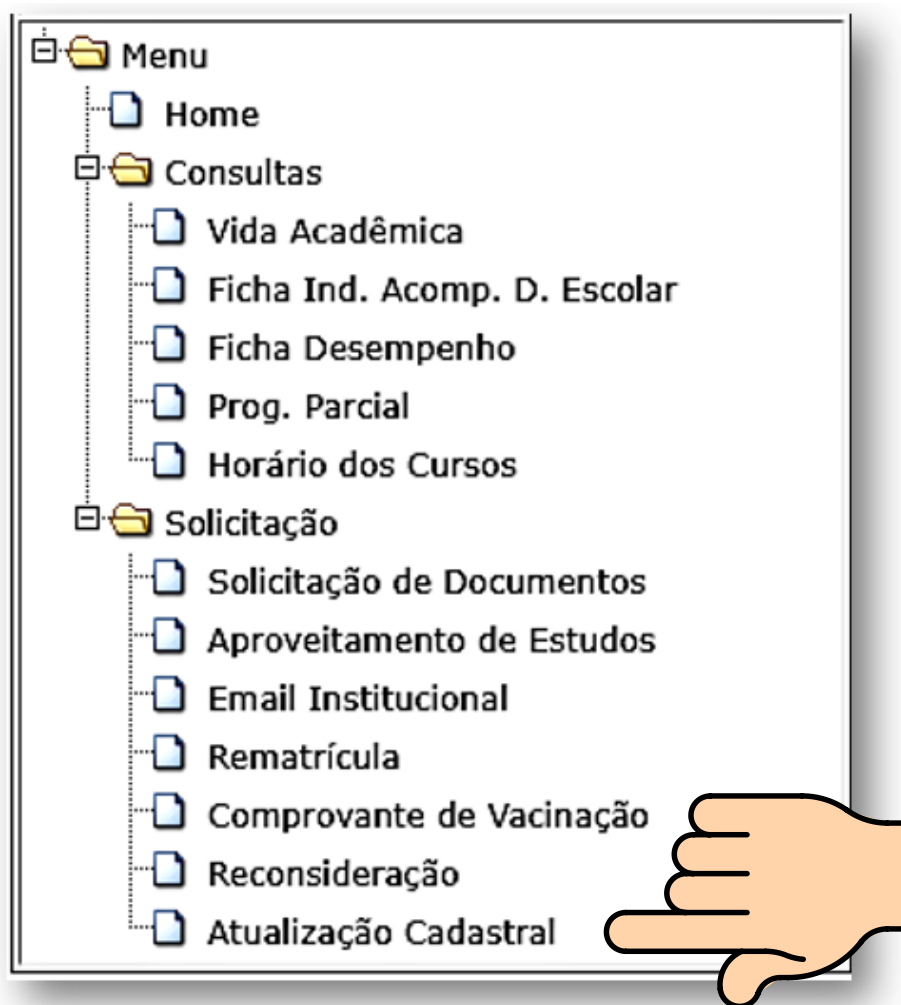 Menu
Home
Consultas
Vida Acadêmica
Ficha Ind. Acomp. D. Escolar
Ficha Desempenho
Prog. Parcial
Horário dos Cursos
Solicitação
Solicitação de Documentos
Aproveitamento de Estudos
Email Institucional
Rematrícula
Comprovante de Vacinação
Reconsideração
Atualização Cadastral